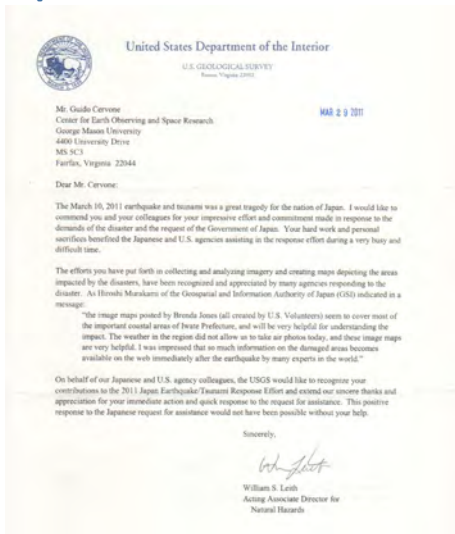 United States Department of the Interior
U.S. GEOLOGICAL SURVEY
Reston, Virginia 20192
MAR 29 2011
Mr. Guido Cervone
Center for Earth Observing and Space Research
George Mason University
4400 University Drive
MS 5C3
Fairfax, Virginia 22044
Dear Mr. Cervone:
The March 10, 2011 earthquake and tsunami was a great tragedy for the nation of Japan. I would like to
commend you and your colleagues for your impressive effort and commitment made in response to the
demands of the disaster and the request of the Government of Japan. Your hard work and personal
sacrifices benefited the Japanese and U.S. agencies assisting in the response effort during a very busy and
difficult time.
The efforts you have put forth in collecting and analyzing imagery and creating maps depicting the areas
impacted by the disasters, have been recognized and appreciated by many agencies responding to the
disaster. As Hiroshi Murakami of the Geospatial and Information Authority of Japan (GSI) indicated in a
message:
"the image maps posted by Brenda Jones (all created by U.S. Volunteers) seem to cover most of
the important coastal areas of Iwate Prefecture, and will be very helpful for understanding the
impact. The weather in the region did not allow us to take air photos today, and these image maps
are very helpful. I was impressed that so much information on the damaged areas becomes
available on the web immediately after the earthquake by many experts in the world."
On behalf of our Japanese and U.S. agency colleagues, the USGS would like to recognize your
contributions to the 2011 Japan Earthquake/Tsunami Response Effort and extend our sincere thanks and
appreciation for your immediate action and quick response to the request for assistance. This positive
response to the Japanese request for assistance would not have been possible without your help.
Sincerely,
William S. Leith
Acting Associate Director for
Natural Hazards